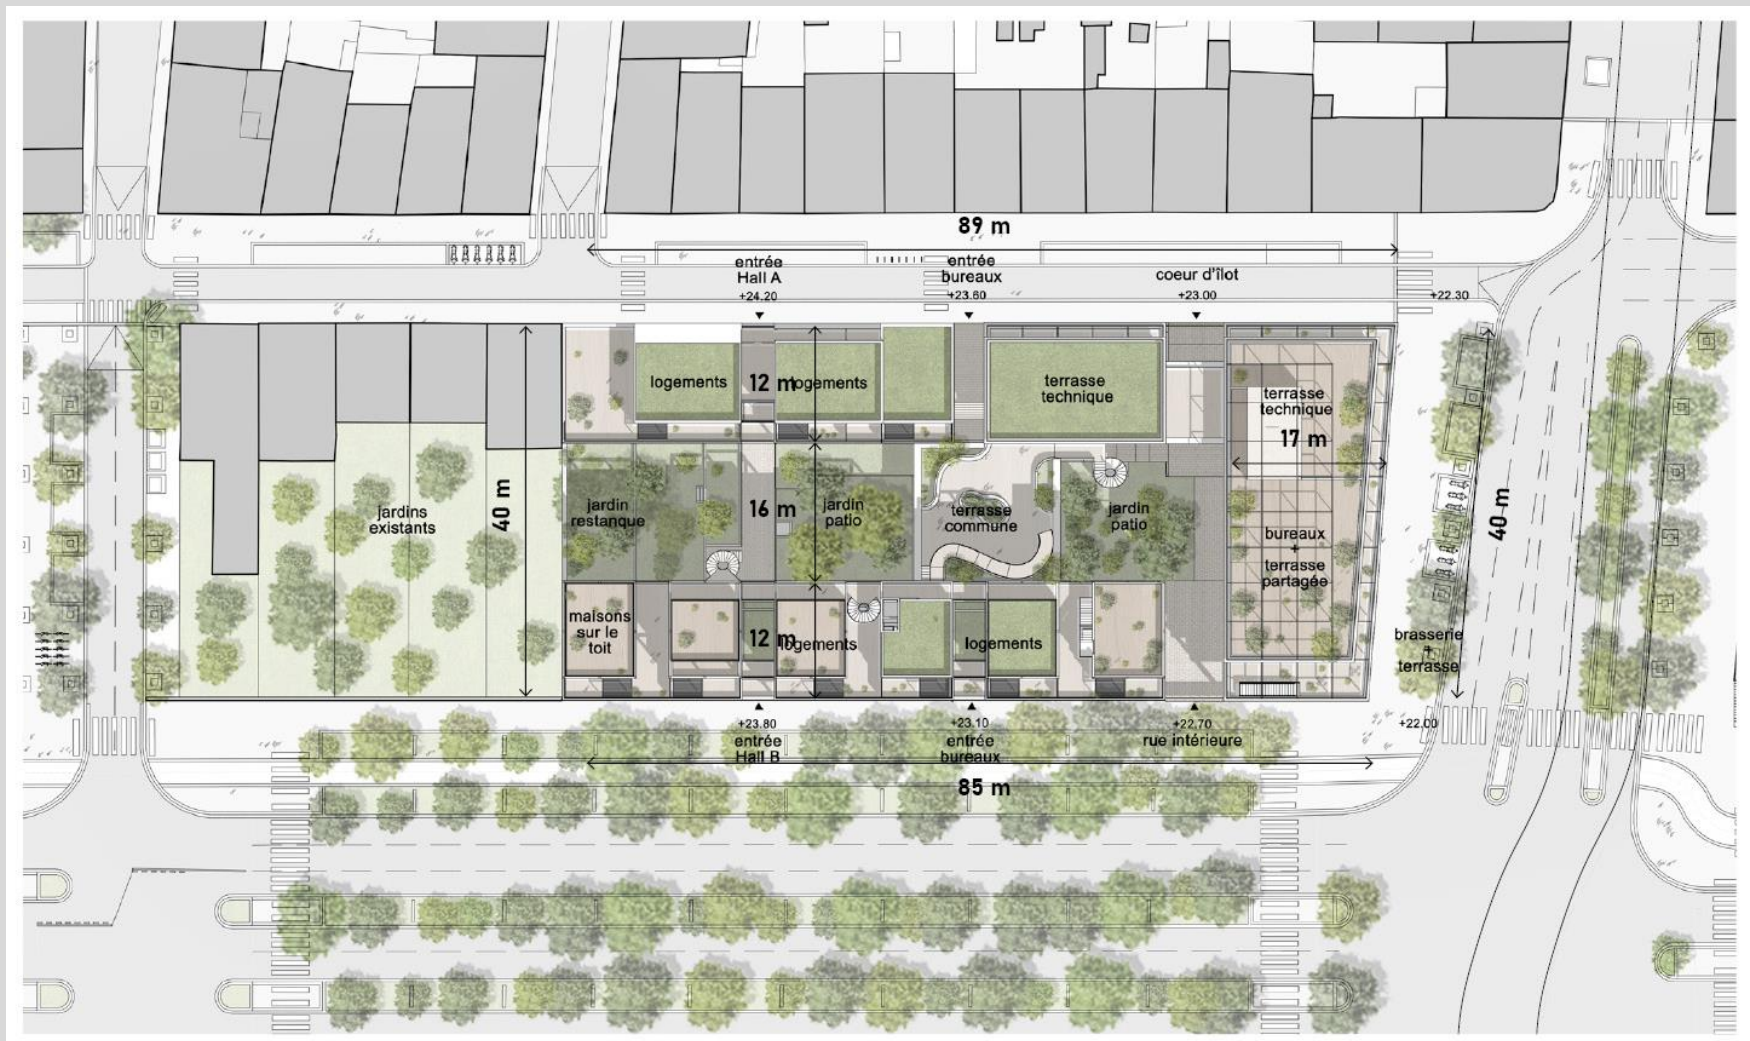 89 m
entrée
Hall A
+24.20
entrée
bureaux
+23.60
coeur d'îlot
+23.00
+22.30
logements
12 m
logements
terrasse
technique
terrasse
technique
17 m
40 m
jardins
existants
jardin
restanque
16 m
jardin
patio
terrasse
commune
jardin
patio
bureaux
+
terrasse
partagée
40 m
maisons
sur le
toit
12 m
logements
logements
brasserie
+
terrasse
+23.80
entrée
Hall B
+23.10
entrée
bureaux
+22.70
rue intérieure
+22.00
85 m